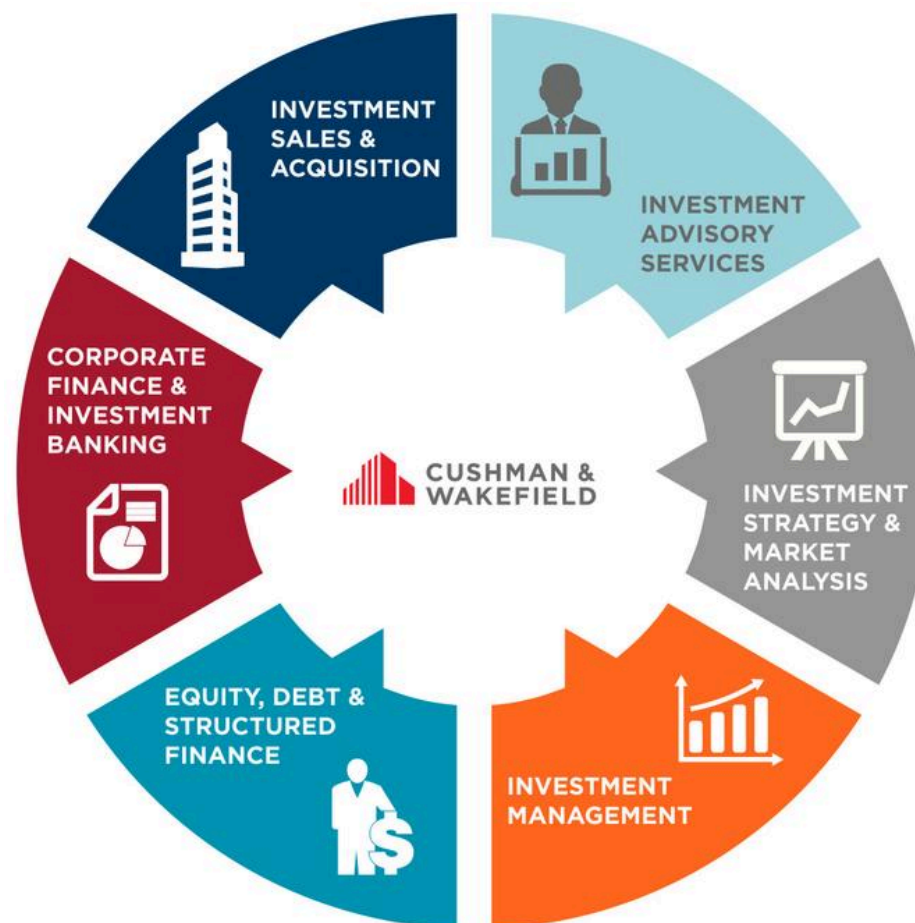 INVESTMENT
SALES &
ACQUISITION
INVESTMENT
ADVISORY
SERVICES
CORPORATE
FINANCE &
INVESTMENT
BANKING
CUSHMAN &
WAKEFIELD
INVESTMENT
STRATEGY &
MARKET
ANALYSIS
EQUITY, DEBT &
STRUCTURED
FINANCE
$
INVESTMENT
MANAGEMENT